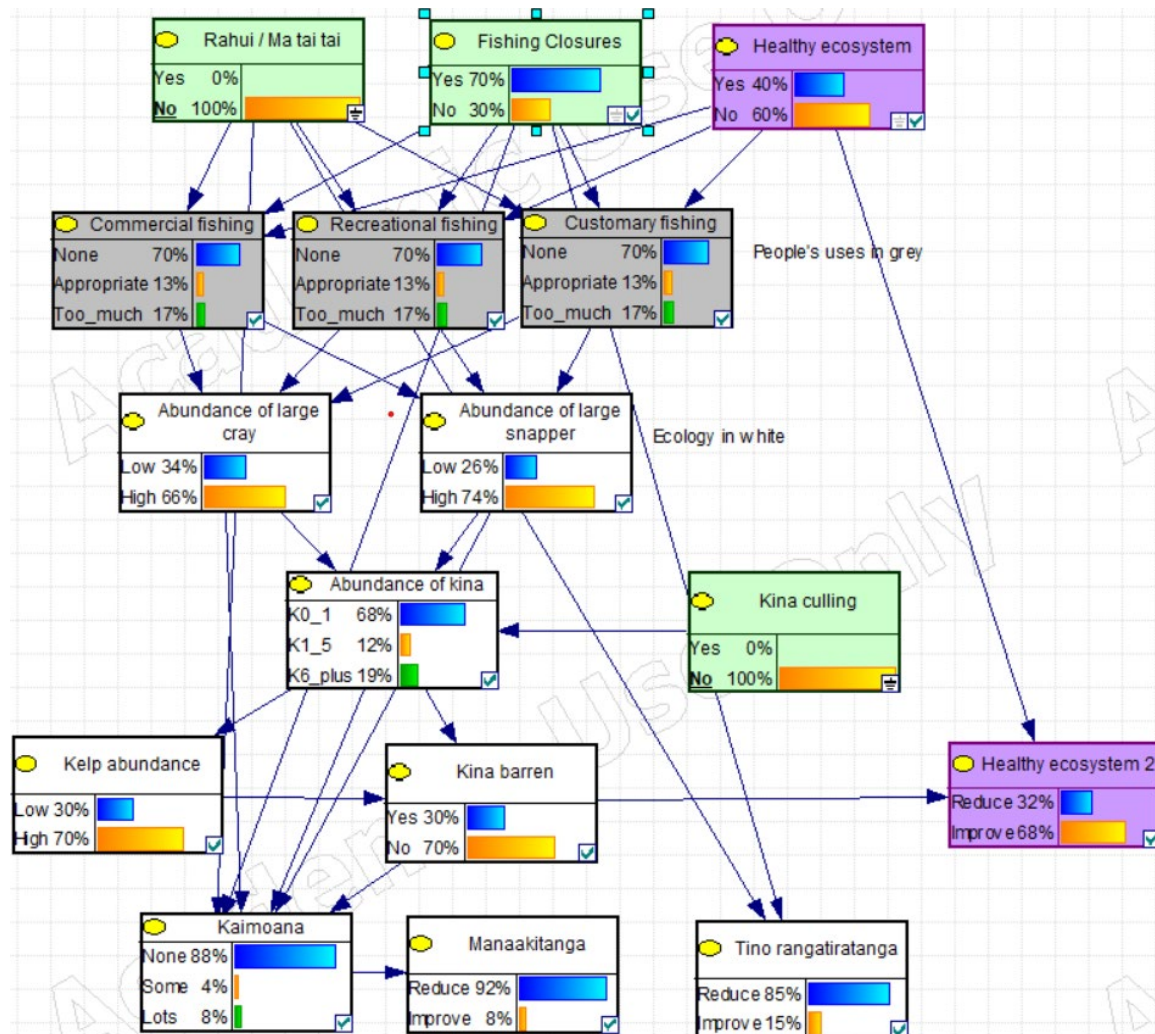 Rahui / Ma tai tai
Yes 0%
No 100%
Fishing Closures
Yes 70%
No 30%
Healthy ecosystem
Yes 40%
No 60%
Commercial fishing
None 70%
Appropriate 13%
Too_much 17%
Recreational fishing
None 70%
Appropriate 13%
Too_much 17%
Customary fishing
None 70%
Appropriate 13%
Too_much 17%
People's uses in grey
Abundance of large
cray
Low 34%
High 66%
Abundance of large
snapper
Low 26%
High 74%
Ecology in white
Abundance of kina
K0_1 68%
K1_5 12%
K6_plus 19%
Kina culling
Yes 0%
No 100%
Kelp abundance
Low 30%
High 70%
Kina barren
Yes 30%
No 70%
Healthy ecosystem 2
Reduce 32%
Improve 68%
Kaimoana
None 88%
Some 4%
Lots 8%
Manaakitanga
Reduce 92%
Improve 8%
Tino rangatiratanga
Reduce 85%
Improve 15%
Academic Use Only